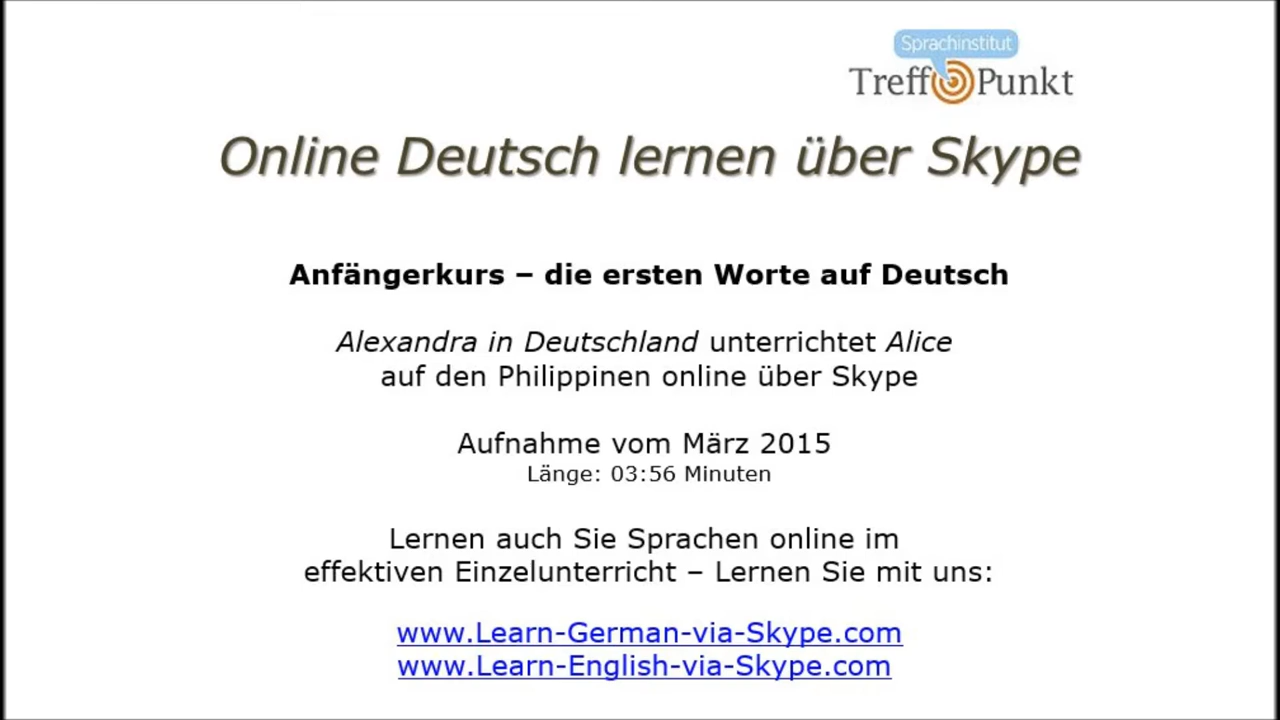 Sprachinstitut
Treff Punkt
Online Deutsch lernen über Skype
Anfängerkurs – die ersten Worte auf Deutsch
Alexandra in Deutschland unterrichtet Alice
auf den Philippinen online über Skype
Aufnahme vom März 2015
Länge: 03:56 Minuten
Lernen auch Sie Sprachen online im
effektiven Einzelunterricht – Lernen Sie mit uns:
www.Learn-German-via-Skype.com
www.Learn-English-via-Skype.com